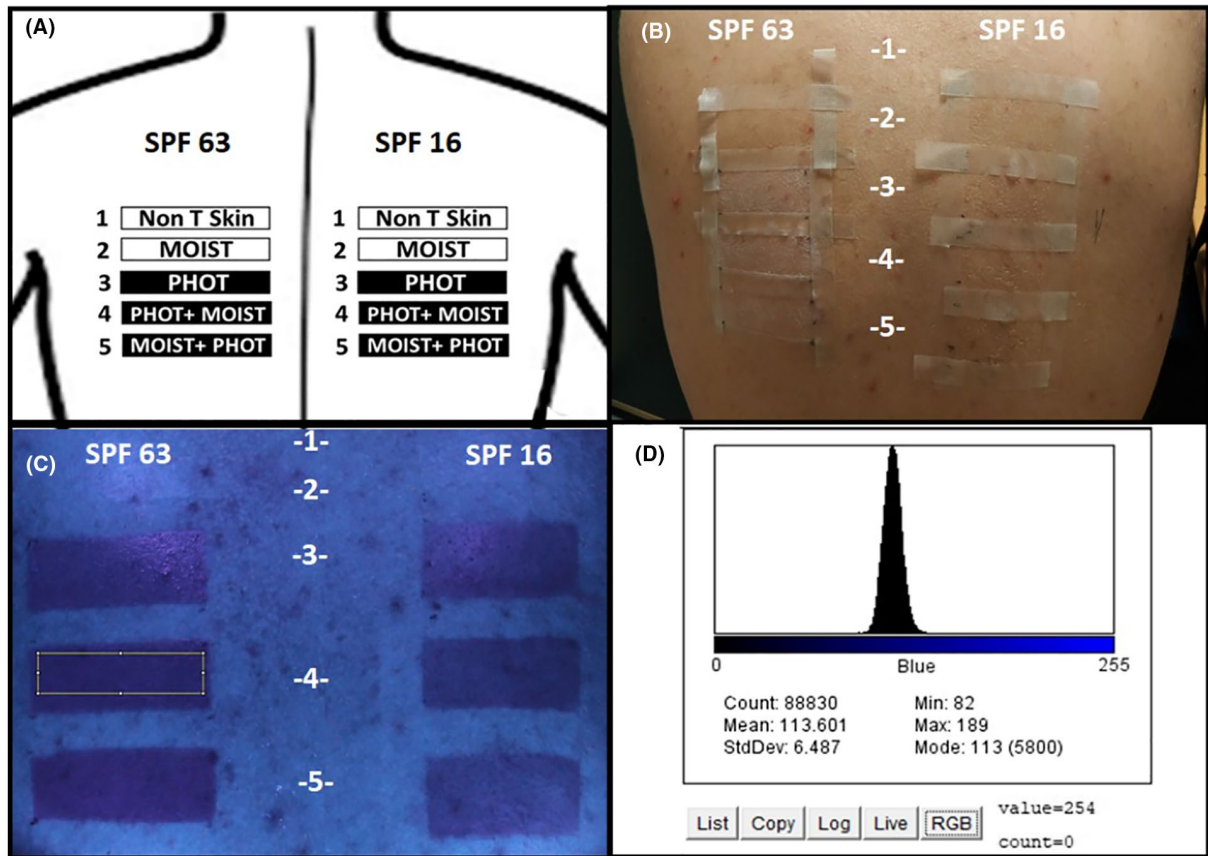 (A)
SPF 63 SPF 16
1 Non T Skin 1 Non T Skin
2 MOIST 2 MOIST
3 PHOT 3 PHOT
4 PHOT+ MOIST 4 PHOT+ MOIST
5 MOIST+ PHOT 5 MOIST+ PHOT
(B)
SPF 63 SPF 16
-1-
-2-
-3-
-4-
-5-
(C)
SPF 63 SPF 16
-1-
-2-
-3-
-4-
-5-
(D)
0 Blue 255
Count: 88830 Min: 82
Mean: 113.601 Max: 189
StdDev: 6.487 Mode: 113 (5800)
List Copy Log Live RGB value=254
count=0